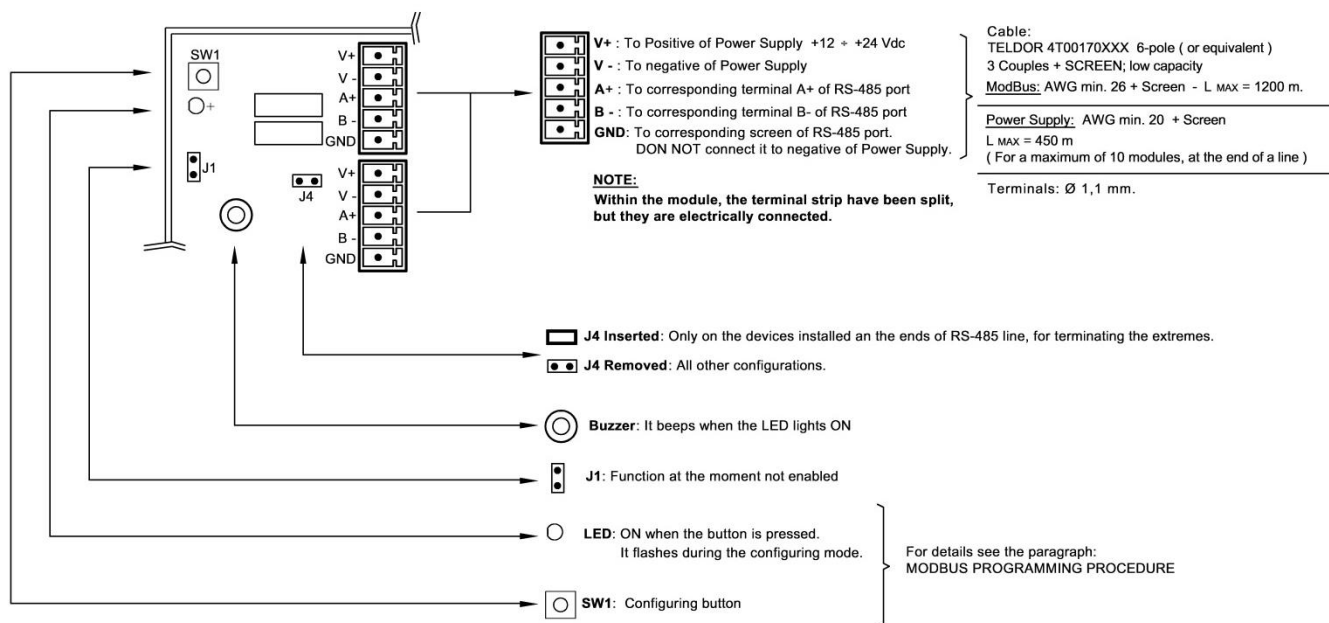 SW1
V+
V -
A+
B -
GND
J1
J4
V+
V -
A+
B -
GND
V+ : To Positive of Power Supply +12 ÷ +24 Vdc
V - : To negative of Power Supply
A+ : To corresponding terminal A+ of RS-485 port
B - : To corresponding terminal B- of RS-485 port
GND: To corresponding screen of RS-485 port.
DON NOT connect it to negative of Power Supply.
NOTE:
Within the module, the terminal strip have been split,
but they are electrically connected.
Cable:
TELDOR 4T00170XXX 6-pole ( or equivalent )
3 Couples + SCREEN; low capacity
ModBus: AWG min. 26 + Screen - L MAX = 1200 m.
Power Supply: AWG min. 20 + Screen
L MAX = 450 m
( For a maximum of 10 modules, at the end of a line )
Terminals: Ø 1,1 mm.
J4 Inserted: Only on the devices installed an the ends of RS-485 line, for terminating the extremes.
J4 Removed: All other configurations.
Buzzer: It beeps when the LED lights ON
J1: Function at the moment not enabled
LED: ON when the button is pressed.
It flashes during the configuring mode.
SW1: Configuring button
For details see the paragraph:
MODBUS PROGRAMMING PROCEDURE